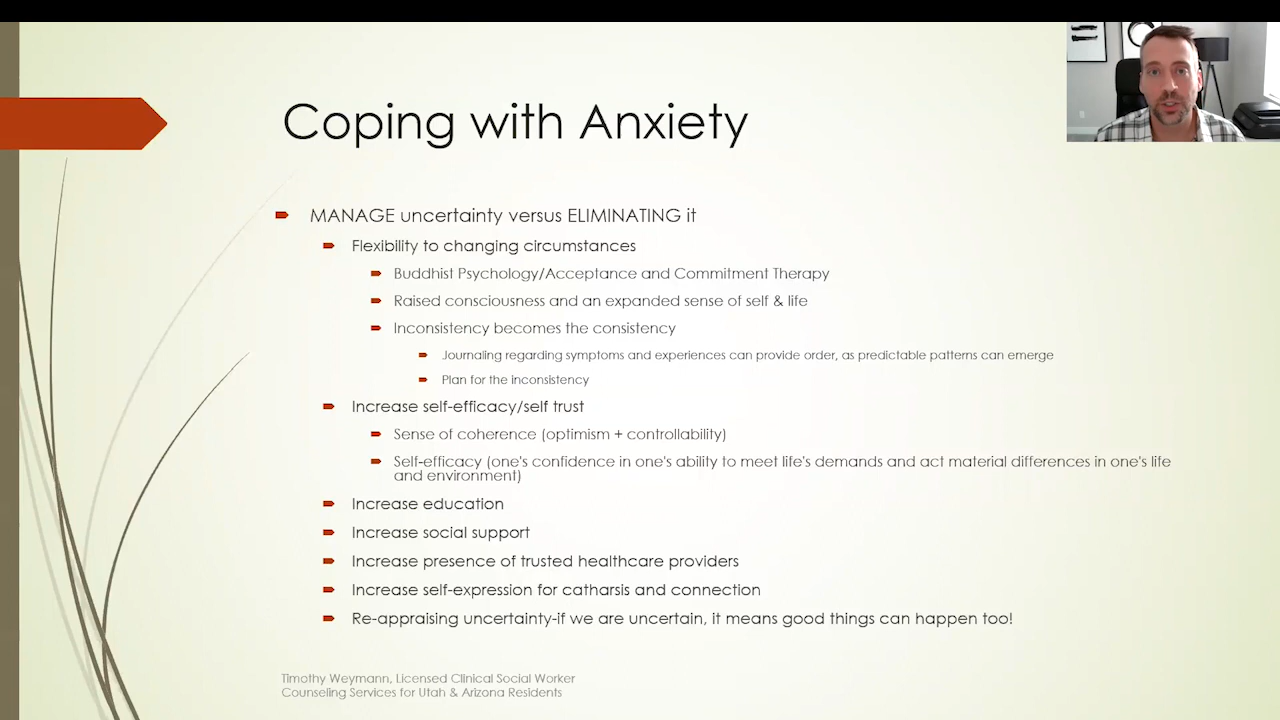 Coping with Anxiety
MANAGE uncertainty versus ELIMINATING it
Flexibility to changing circumstances
Buddhist Psychology/Acceptance and Commitment Therapy
Raised consciousness and an expanded sense of self & life
Inconsistency becomes the consistency
Journaling regarding symptoms and experiences can provide order, as predictable patterns can emerge
Plan for the inconsistency
Increase self-efficacy/self trust
Sense of coherence (optimism + controllability)
Self-efficacy (one's confidence in one's ability to meet life's demands and act material differences in one's life
and environment)
Increase education
Increase social support
Increase presence of trusted healthcare providers
Increase self-expression for catharsis and connection
Re-appraising uncertainty-if we are uncertain, it means good things can happen too!
Timothy Weymann, Licensed Clinical Social Worker
Counseling Services for Utah & Arizona Residents